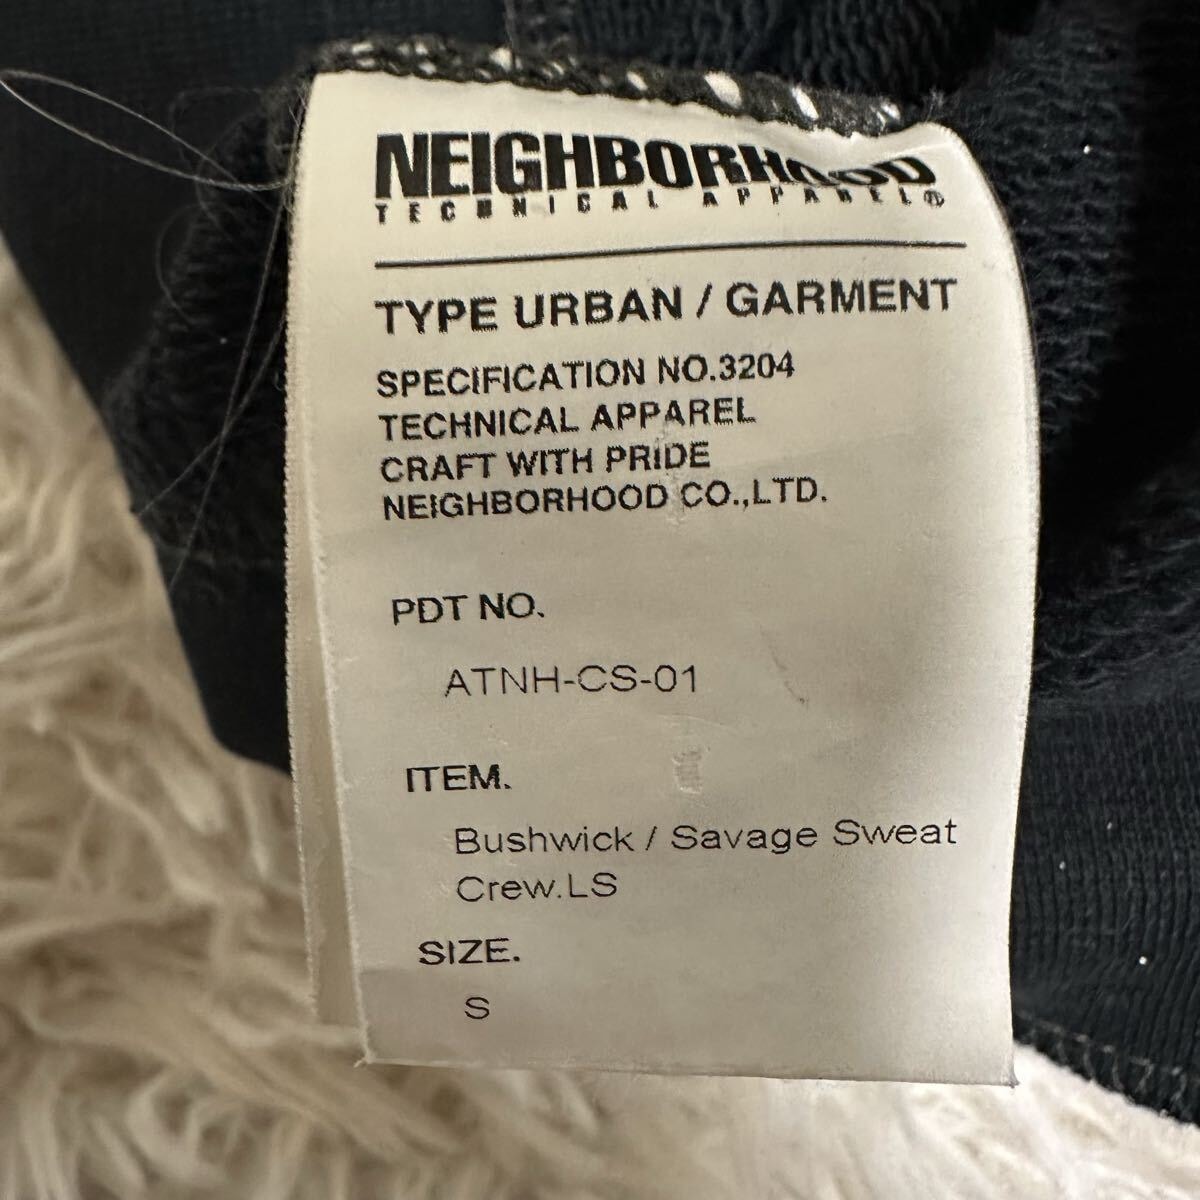 NEIGHBORHOOD
TECHNICAL APPAREL®
TYPE URBAN / GARMENT
SPECIFICATION NO.3204
TECHNICAL APPAREL
CRAFT WITH PRIDE
NEIGHBORHOOD CO.,LTD.
PDT NO.
ATNH-CS-01
ITEM.
Bushwick / Savage Sweat
Crew.LS
SIZE.
S